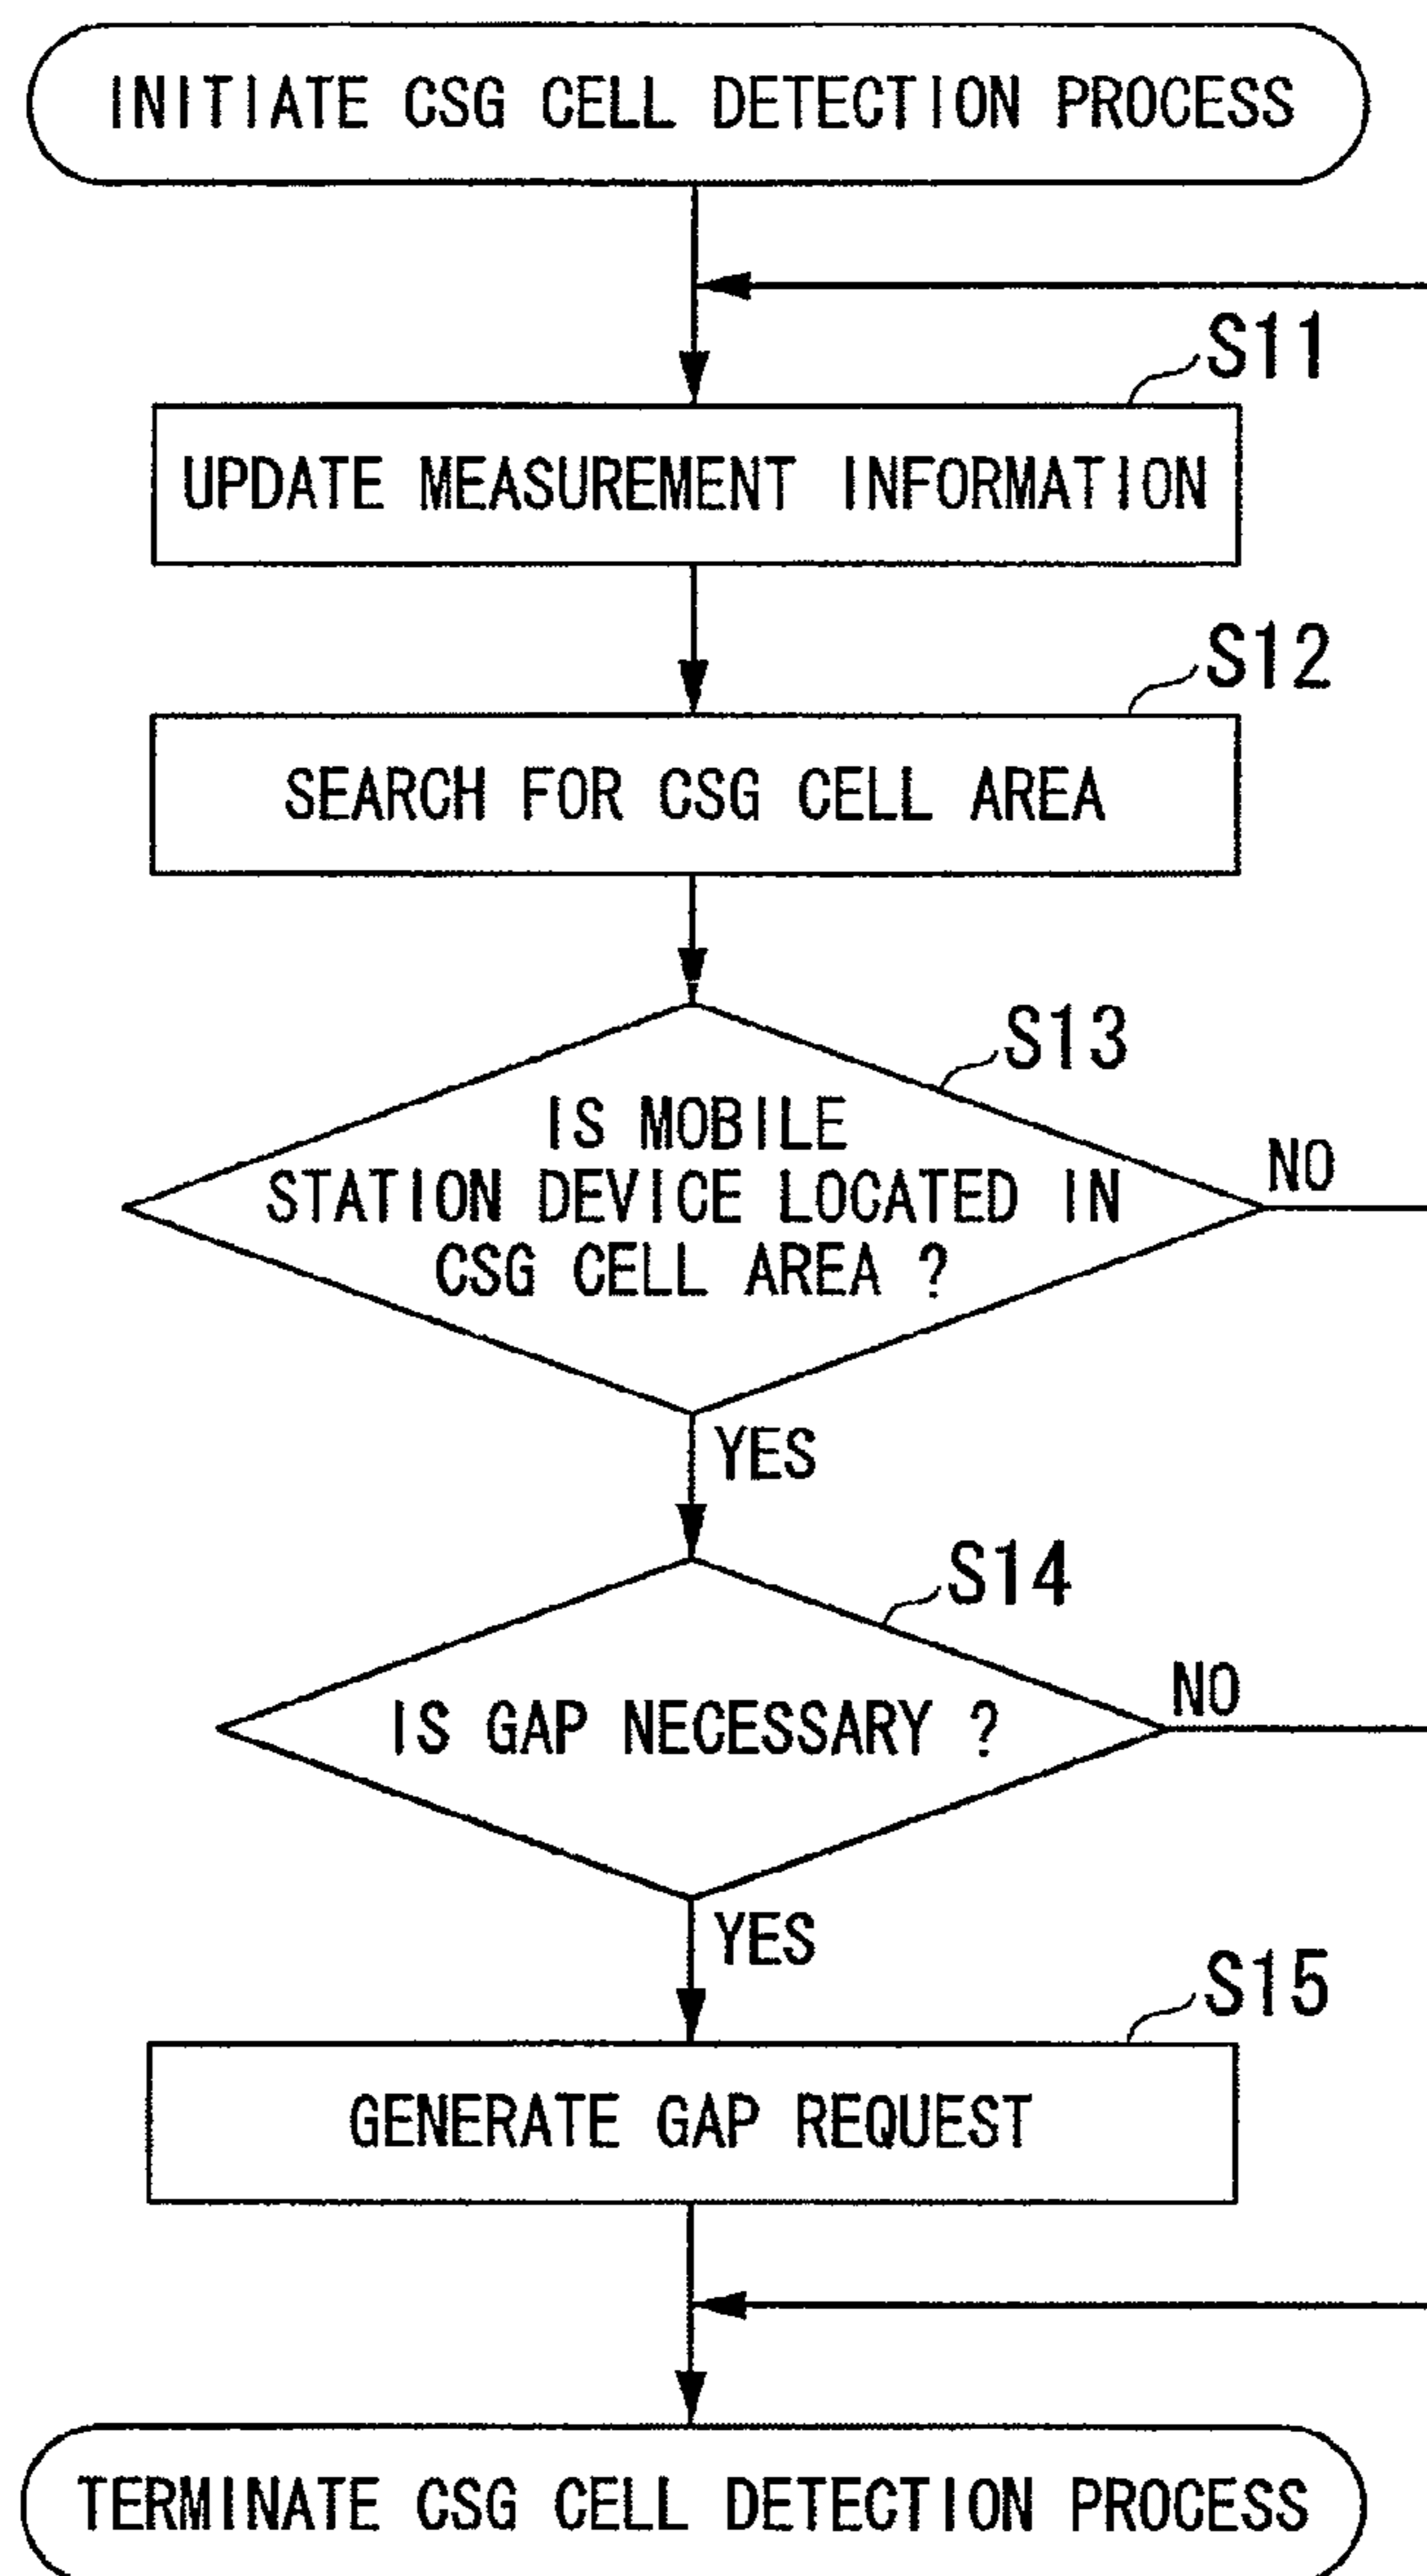 INITIATE CSG CELL DETECTION PROCESS
S11
UPDATE MEASUREMENT INFORMATION
S12
SEARCH FOR CSG CELL AREA
S13
IS MOBILE
STATION DEVICE LOCATED IN
CSG CELL AREA ?
NO
YES
S14
IS GAP NECESSARY ?
NO
YES
S15
GENERATE GAP REQUEST
TERMINATE CSG CELL DETECTION PROCESS